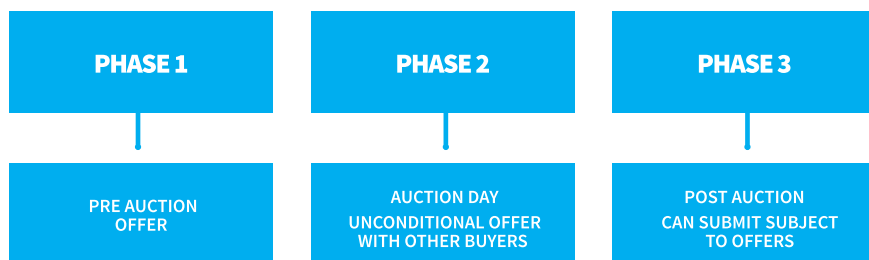 PHASE 1
PHASE 2
PHASE 3
PRE AUCTION
OFFER
AUCTION DAY
UNCONDITIONAL OFFER
WITH OTHER BUYERS
POST AUCTION
CAN SUBMIT SUBJECT
TO OFFERS